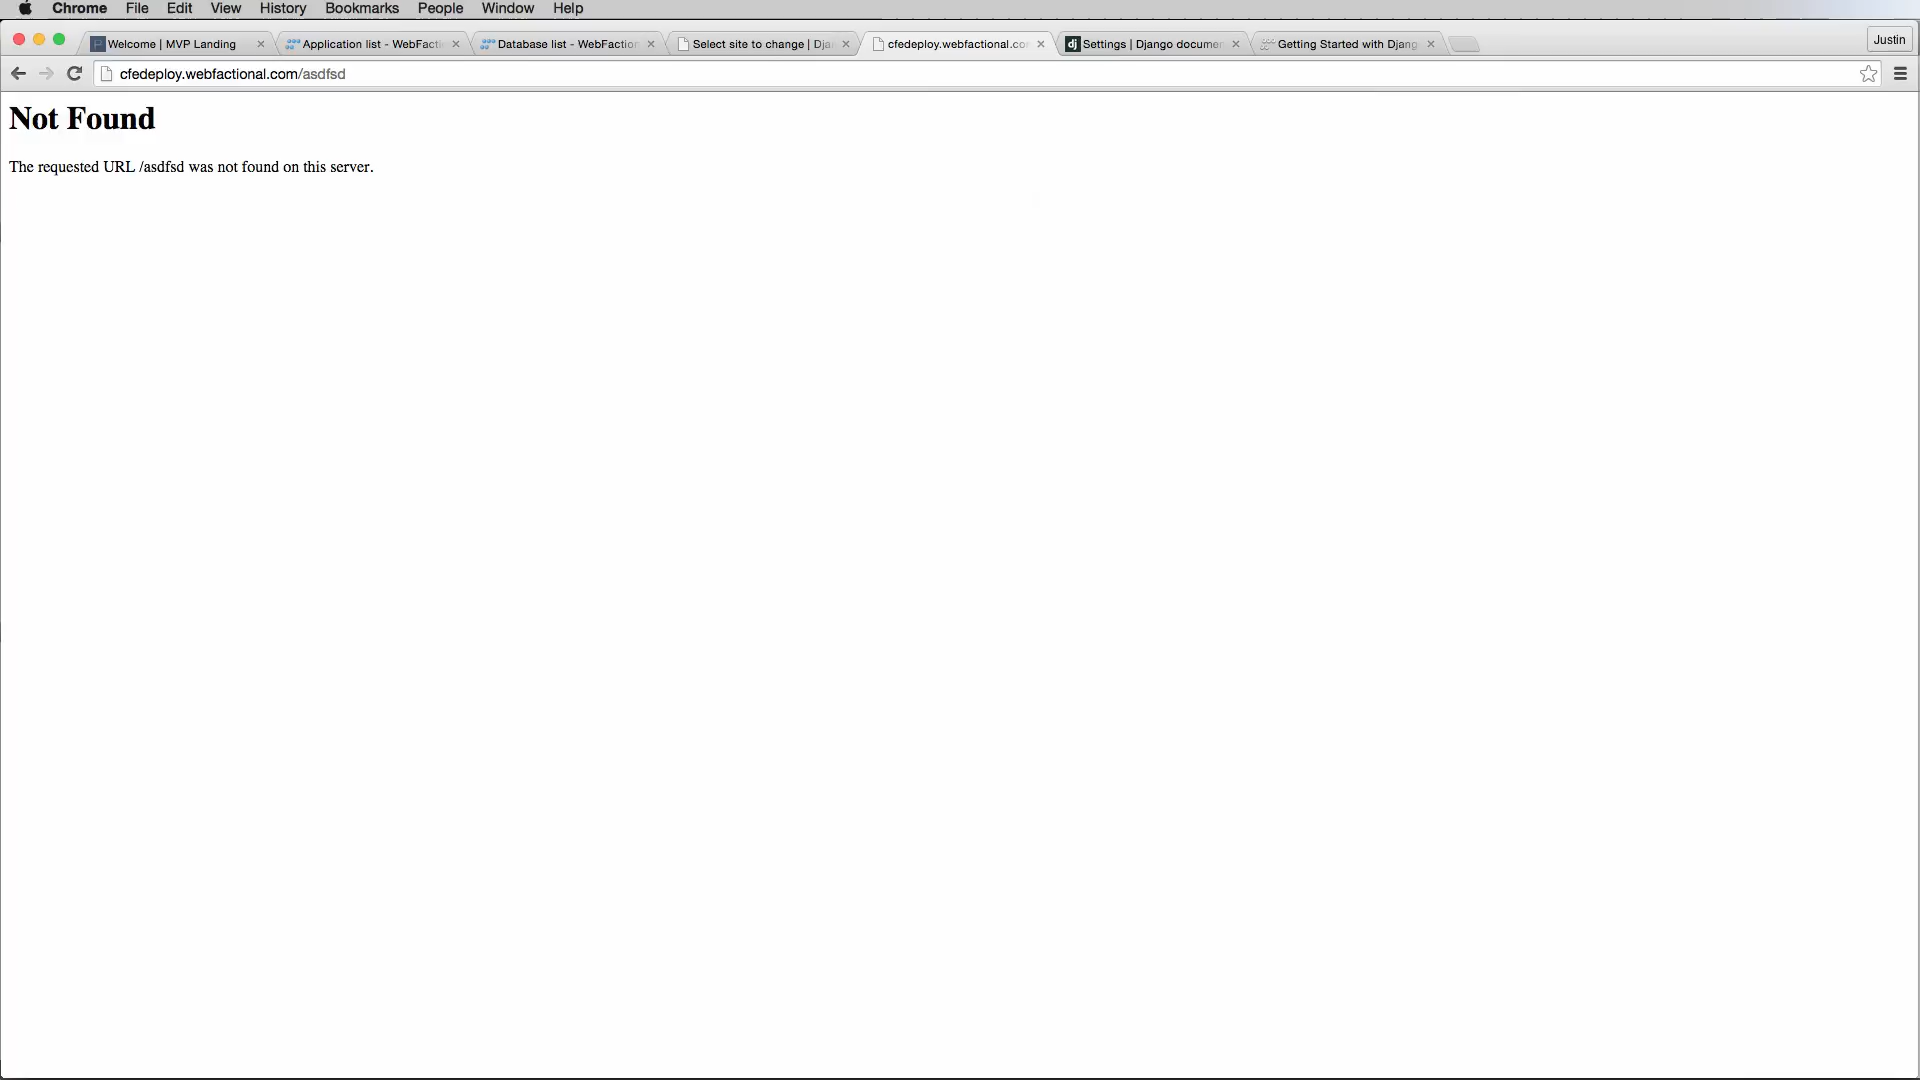 Chrome File Edit View History Bookmarks People Window Help
Welcome | MVP Landing Application list - WebFacti Database list - WebFaction Select site to change | Dja cfedeploy.webfactional.co Settings | Django documen Getting Started with Djang Justin
cfedeploy.webfactional.com/asdfsd
Not Found
The requested URL /asdfsd was not found on this server.